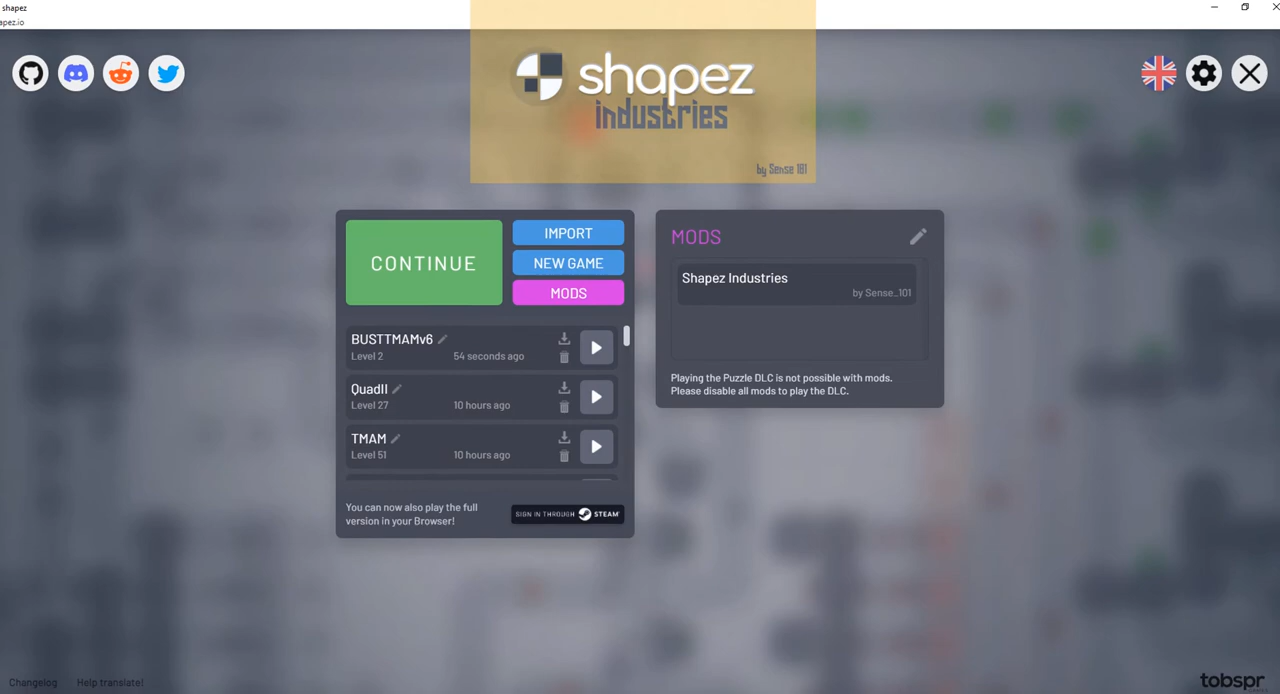 shapez
apez.io
shapez
industries
by Sense 101
CONTINUE
IMPORT
NEW GAME
MODS
BUSTTMAMv6
Level 2 54 seconds ago
QuadII
Level 27 10 hours ago
TMAM
Level 51 10 hours ago
You can now also play the full
version in your Browser!
SIGN IN THROUGH STEAM
MODS
Shapez Industries
by Sense_101
Playing the Puzzle DLC is not possible with mods.
Please disable all mods to play the DLC.
Changelog Help translate!
tobspr